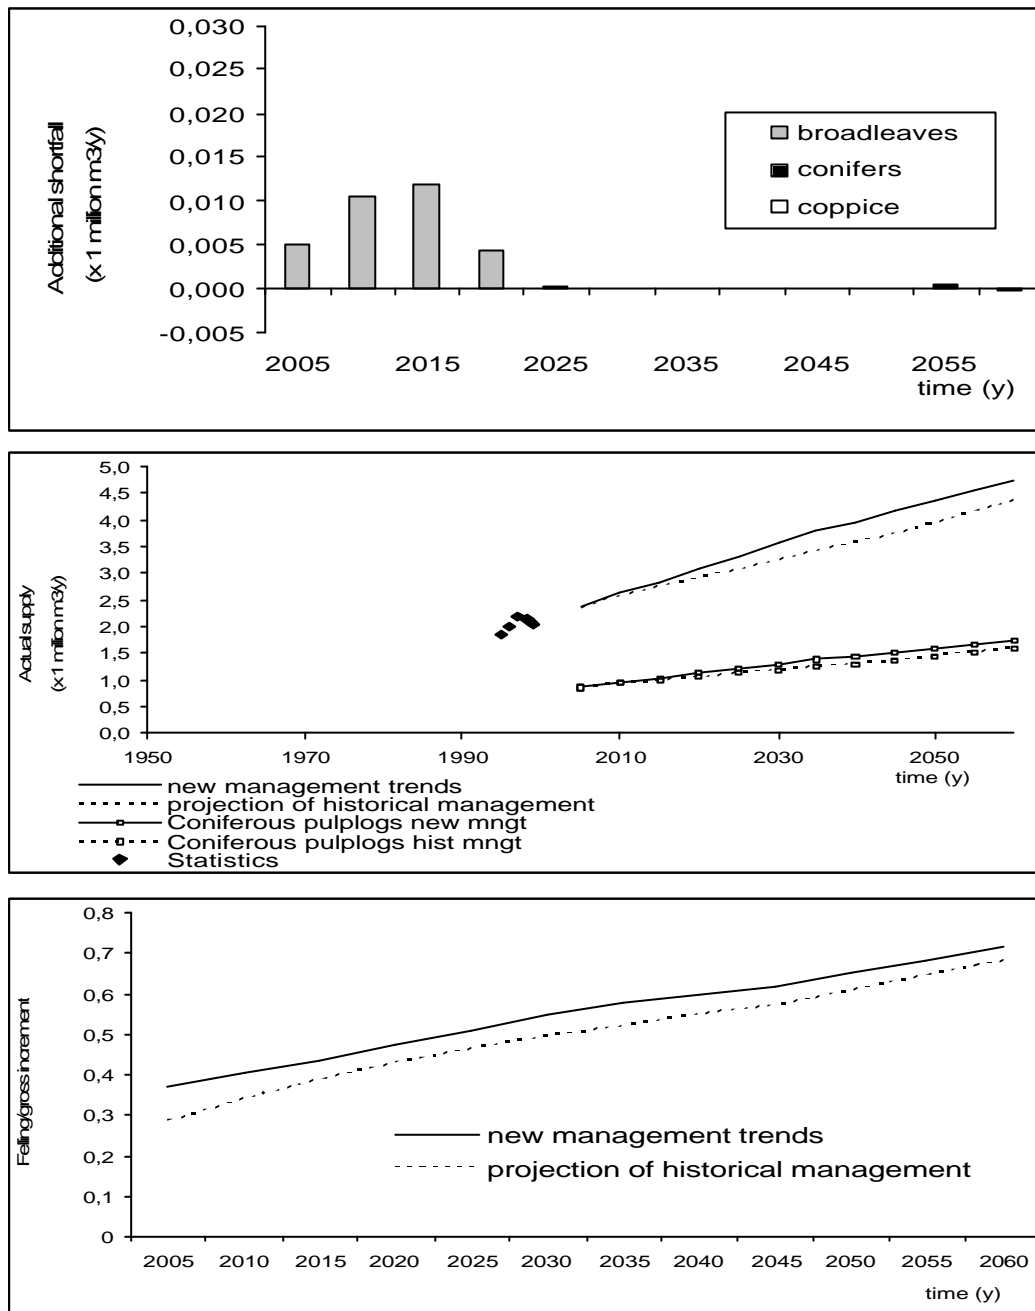 0,030
0,025
0,020
0,015
0,010
0,005
0,000
-0,005
Additional shortfall
(x 1 million m3/y)
broadleaves
conifers
coppice
2005 2015 2025 2035 2045 2055
time (y)
5,0
4,5
4,0
3,5
3,0
2,5
2,0
1,5
1,0
0,5
0,0
Actual supply
(x 1 million m3/y)
1950 1970 1990 2010 2030 2050
time (y)
new management trends
projection of historical management
Coniferous pulplogs new mngt
Coniferous pulplogs hist mngt
Statistics
0,8
0,7
0,6
0,5
0,4
0,3
0,2
0,1
0
Felling/gross increment
new management trends
projection of historical management
2005 2010 2015 2020 2025 2030 2035 2040 2045 2050 2055 2060
time (y)